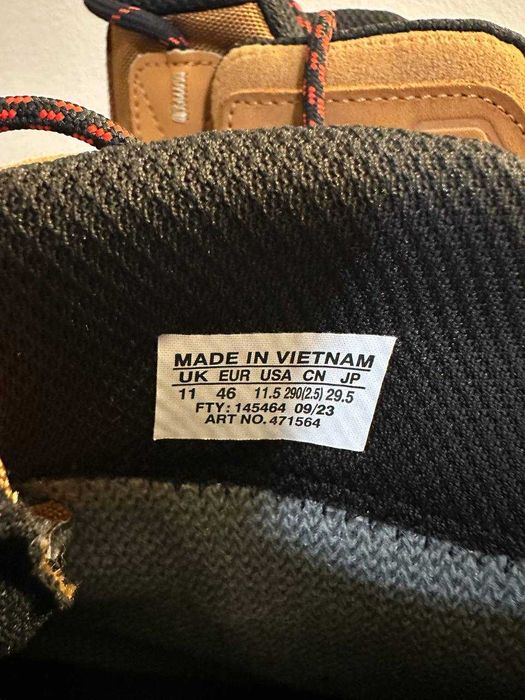 MADE IN VIETNAM
UK EUR USA CN JP
11 46 11.5 290(2.5) 29.5
FTY: 145464 09/23
ART NO. 471564